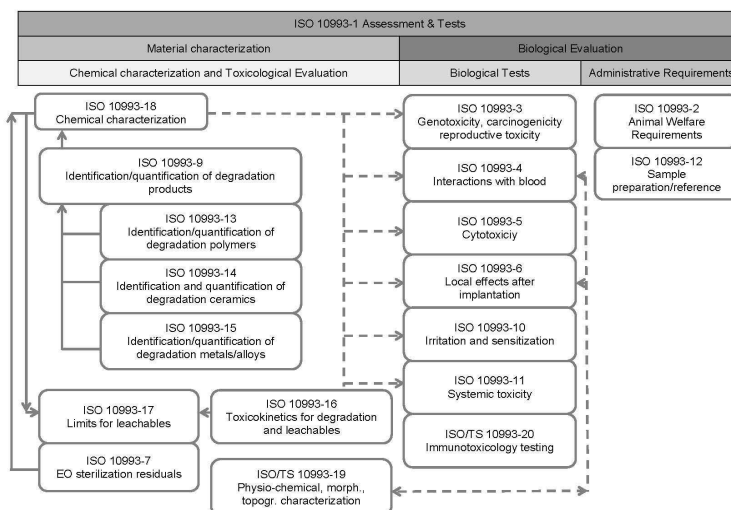 ISO 10993-1 Assessment & Tests
Material characterization
Biological Evaluation
Chemical characterization and Toxicological Evaluation
Biological Tests
Administrative Requirements
ISO 10993-18
Chemical characterization
ISO 10993-9
Identification/quantification of degradation
products
ISO 10993-13
Identification/quantification of
degradation polymers
ISO 10993-14
Identification and quantification of
degradation ceramics
ISO 10993-15
Identification/quantification of
degradation metals/alloys
ISO 10993-17
Limits for leachables
ISO 10993-16
Toxicokinetics for degradation
and leachables
ISO 10993-7
EO sterilization residuals
ISO/TS 10993-19
Physio-chemical, morph.,
topogr. characterization
ISO 10993-3
Genotoxicity, carcinogenicity
reproductive toxicity
ISO 10993-4
Interactions with blood
ISO 10993-5
Cytotoxiciy
ISO 10993-6
Local effects after
implantation
ISO 10993-10
Irritation and sensitization
ISO 10993-11
Systemic toxicity
ISO/TS 10993-20
Immunotoxicology testing
ISO 10993-2
Animal Welfare
Requirements
ISO 10993-12
Sample
preparation/reference